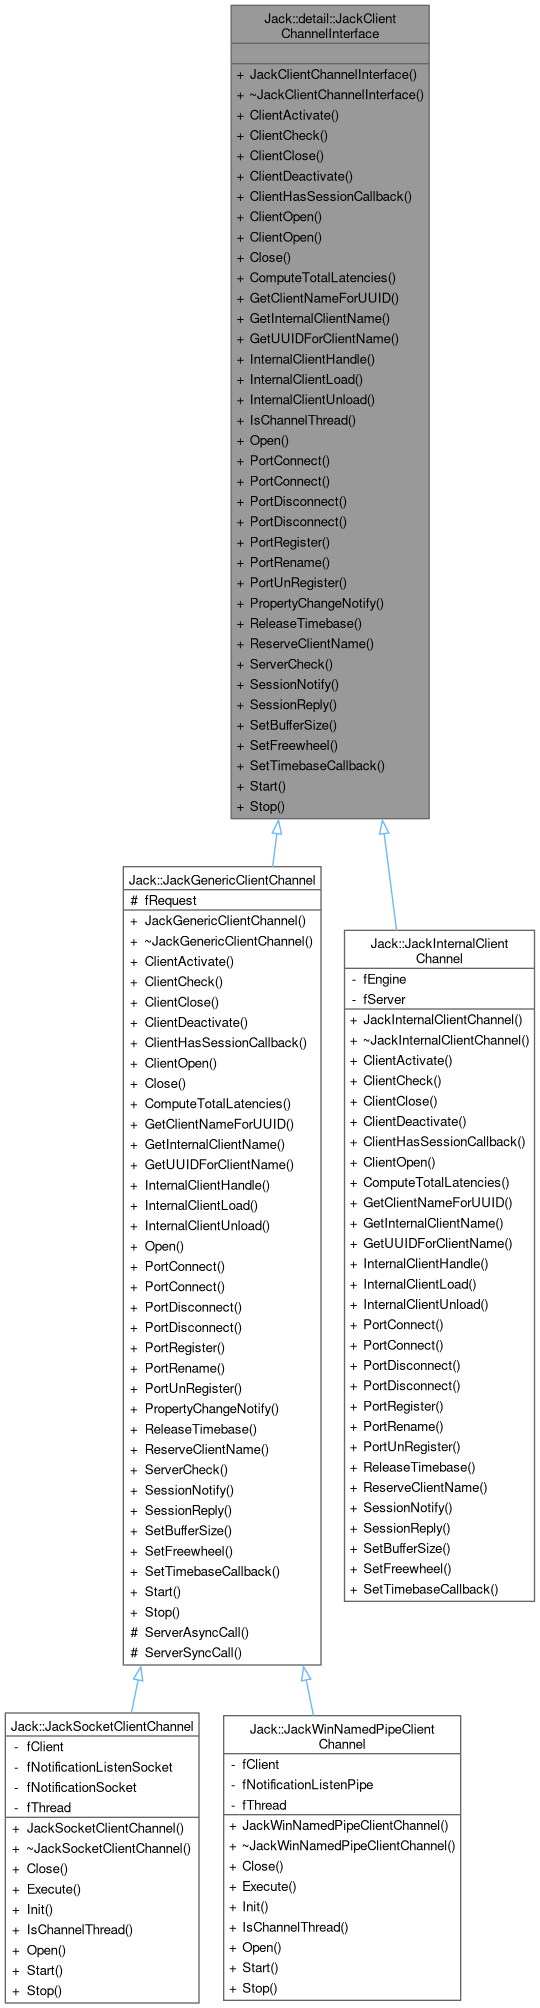 Jack::detail::JackClient
ChannelInterface
+ JackClientChannelInterface()
+ ~JackClientChannelInterface()
+ ClientActivate()
+ ClientCheck()
+ ClientClose()
+ ClientDeactivate()
+ ClientHasSessionCallback()
+ ClientOpen()
+ ClientOpen()
+ Close()
+ ComputeTotalLatencies()
+ GetClientNameForUUID()
+ GetInternalClientName()
+ GetUUIDForClientName()
+ InternalClientHandle()
+ InternalClientLoad()
+ InternalClientUnload()
+ IsChannelThread()
+ Open()
+ PortConnect()
+ PortConnect()
+ PortDisconnect()
+ PortDisconnect()
+ PortRegister()
+ PortRename()
+ PortUnRegister()
+ PropertyChangeNotify()
+ ReleaseTimebase()
+ ReserveClientName()
+ ServerCheck()
+ SessionNotify()
+ SessionReply()
+ SetBufferSize()
+ SetFreewheel()
+ SetTimebaseCallback()
+ Start()
+ Stop()
Jack::JackGenericClientChannel
# fRequest
+ JackGenericClientChannel()
+ ~JackGenericClientChannel()
+ ClientActivate()
+ ClientCheck()
+ ClientClose()
+ ClientDeactivate()
+ ClientHasSessionCallback()
+ ClientOpen()
+ Close()
+ ComputeTotalLatencies()
+ GetClientNameForUUID()
+ GetInternalClientName()
+ GetUUIDForClientName()
+ InternalClientHandle()
+ InternalClientLoad()
+ InternalClientUnload()
+ Open()
+ PortConnect()
+ PortConnect()
+ PortDisconnect()
+ PortDisconnect()
+ PortRegister()
+ PortRename()
+ PortUnRegister()
+ PropertyChangeNotify()
+ ReleaseTimebase()
+ ReserveClientName()
+ ServerCheck()
+ SessionNotify()
+ SessionReply()
+ SetBufferSize()
+ SetFreewheel()
+ SetTimebaseCallback()
+ Start()
+ Stop()
# ServerAsyncCall()
# ServerSyncCall()
Jack::JackInternalClient
Channel
- fEngine
- fServer
+ JackInternalClientChannel()
+ ~JackInternalClientChannel()
+ ClientActivate()
+ ClientCheck()
+ ClientClose()
+ ClientDeactivate()
+ ClientHasSessionCallback()
+ ClientOpen()
+ ComputeTotalLatencies()
+ GetClientNameForUUID()
+ GetInternalClientName()
+ GetUUIDForClientName()
+ InternalClientHandle()
+ InternalClientLoad()
+ InternalClientUnload()
+ PortConnect()
+ PortConnect()
+ PortDisconnect()
+ PortDisconnect()
+ PortRegister()
+ PortRename()
+ PortUnRegister()
+ ReleaseTimebase()
+ ReserveClientName()
+ SessionNotify()
+ SessionReply()
+ SetBufferSize()
+ SetFreewheel()
+ SetTimebaseCallback()
Jack::JackSocketClientChannel
- fClient
- fNotificationListenSocket
- fNotificationSocket
- fThread
+ JackSocketClientChannel()
+ ~JackSocketClientChannel()
+ Close()
+ Execute()
+ Init()
+ IsChannelThread()
+ Open()
+ Start()
+ Stop()
Jack::JackWinNamedPipeClient
Channel
- fClient
- fNotificationListenPipe
- fThread
+ JackWinNamedPipeClientChannel()
+ ~JackWinNamedPipeClientChannel()
+ Close()
+ Execute()
+ Init()
+ IsChannelThread()
+ Open()
+ Start()
+ Stop()